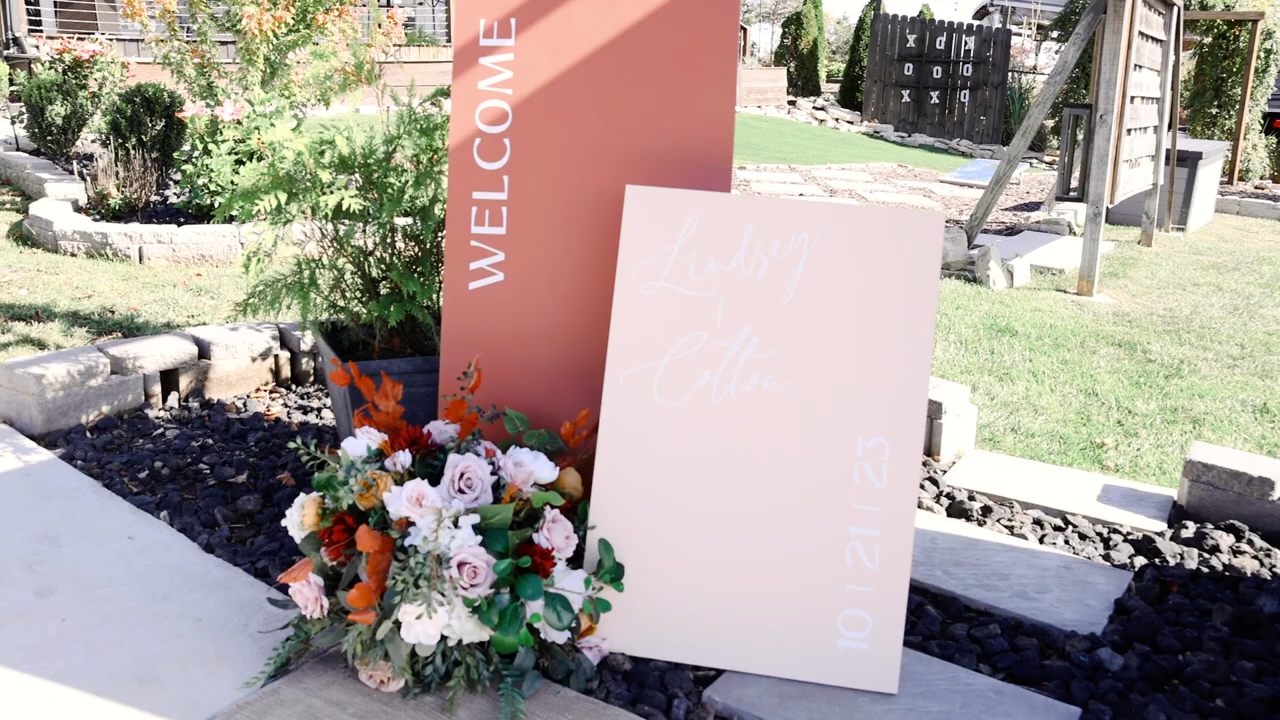 WELCOME
Lindsey
+
Colton
10 | 21 | 23
X O X
O O O
X X O